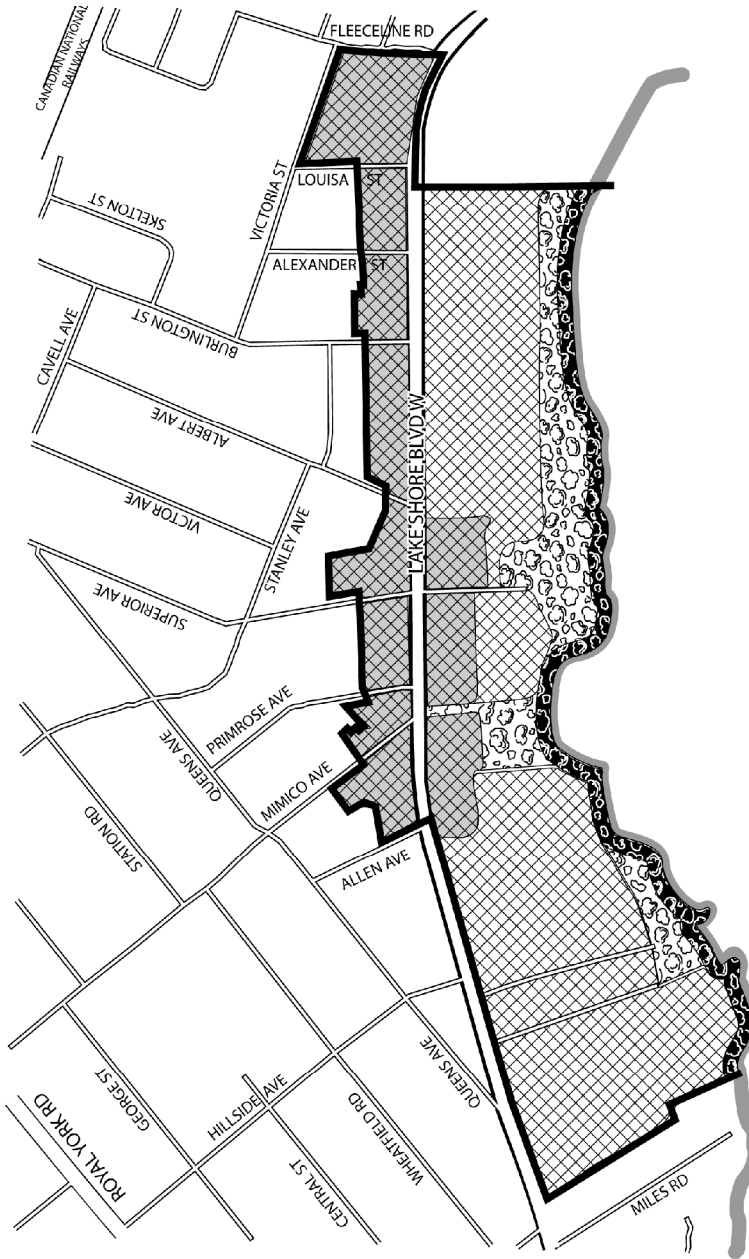 FLEECELINE RD
CANADIAN NATIONAL
RAILWAYS
LOUISA ST
VICTORIA ST
SKELTON ST
ALEXANDER ST
BURLINGTON ST
CAVELL AVE
LAKE SHORE BLVD W
ALBERT AVE
VICTOR AVE
STANLEY AVE
SUPERIOR AVE
PRIMROSE AVE
QUEENS AVE
MIMICO AVE
STATION RD
ALLEN AVE
QUEENS AVE
GEORGE ST
HILLSIDE AVE
WHEATFIELD RD
ROYAL YORK RD
CENTRAL ST
MILES RD